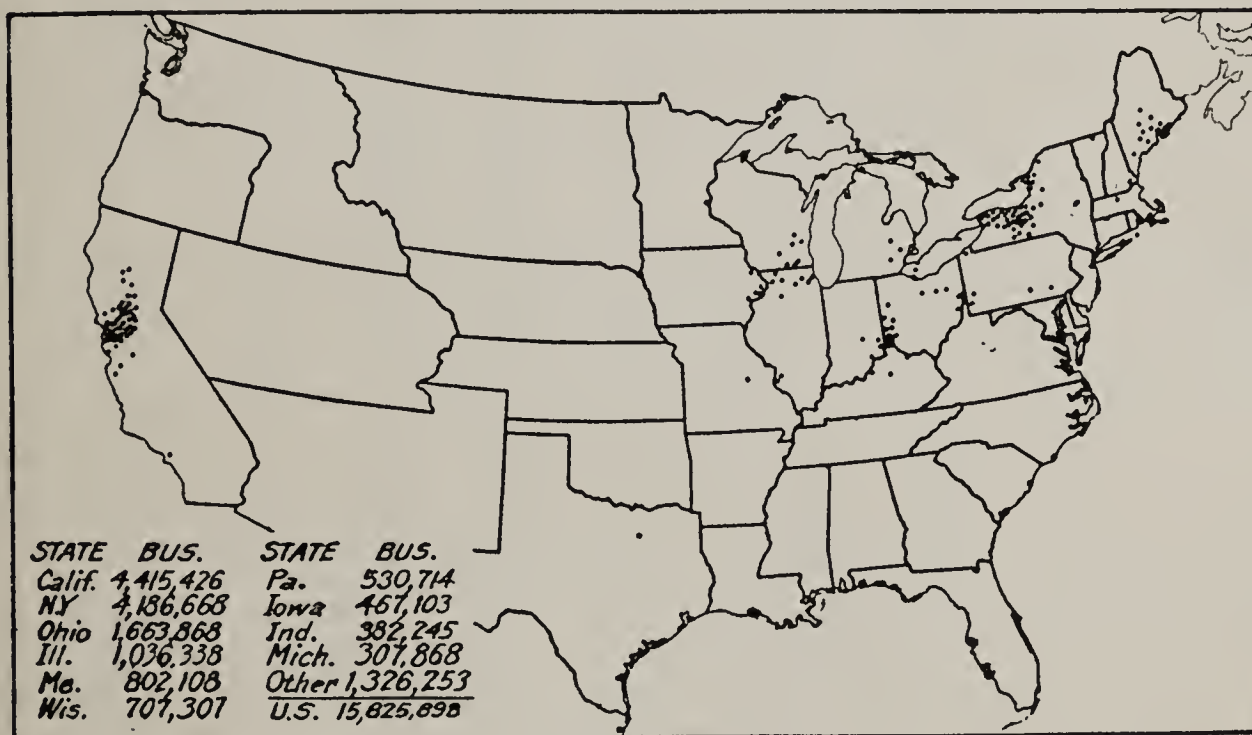 STATE BUS. STATE BUS.
Calif. 4,415,426 Pa. 530,714
N.Y 4,186,668 Iowa 467,103
Ohio 1,663,868 Ind. 382,245
Ill. 1,036,338 Mich. 307,868
Me. 802,108 Other 1,326,253
Wis. 707,307 U.S. 15,825,898